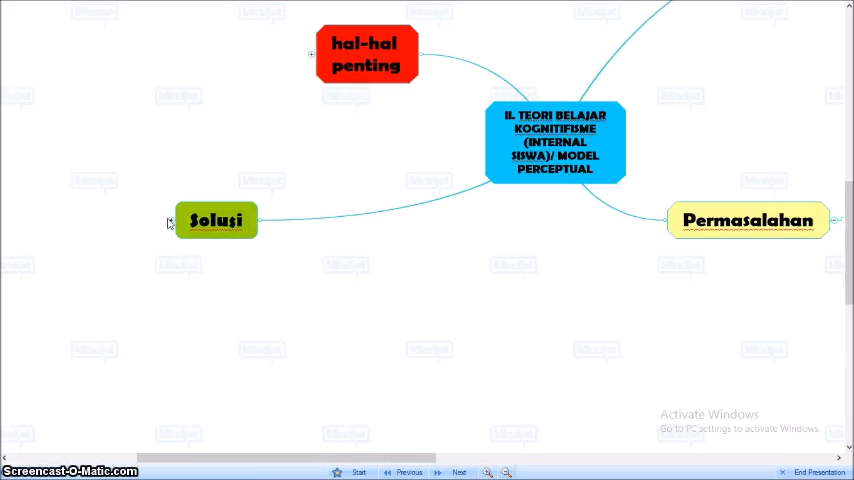 hal-hal
penting
II. TEORI BELAJAR
KOGNITIFISME
(INTERNAL
SISWA)/ MODEL
PERCEPTUAL
Solusi
Permasalahan
Mindjet
Activate Windows
Go to PC settings to activate Windows.
Screencast-O-Matic.com
Start
Previous
Next
End Presentation